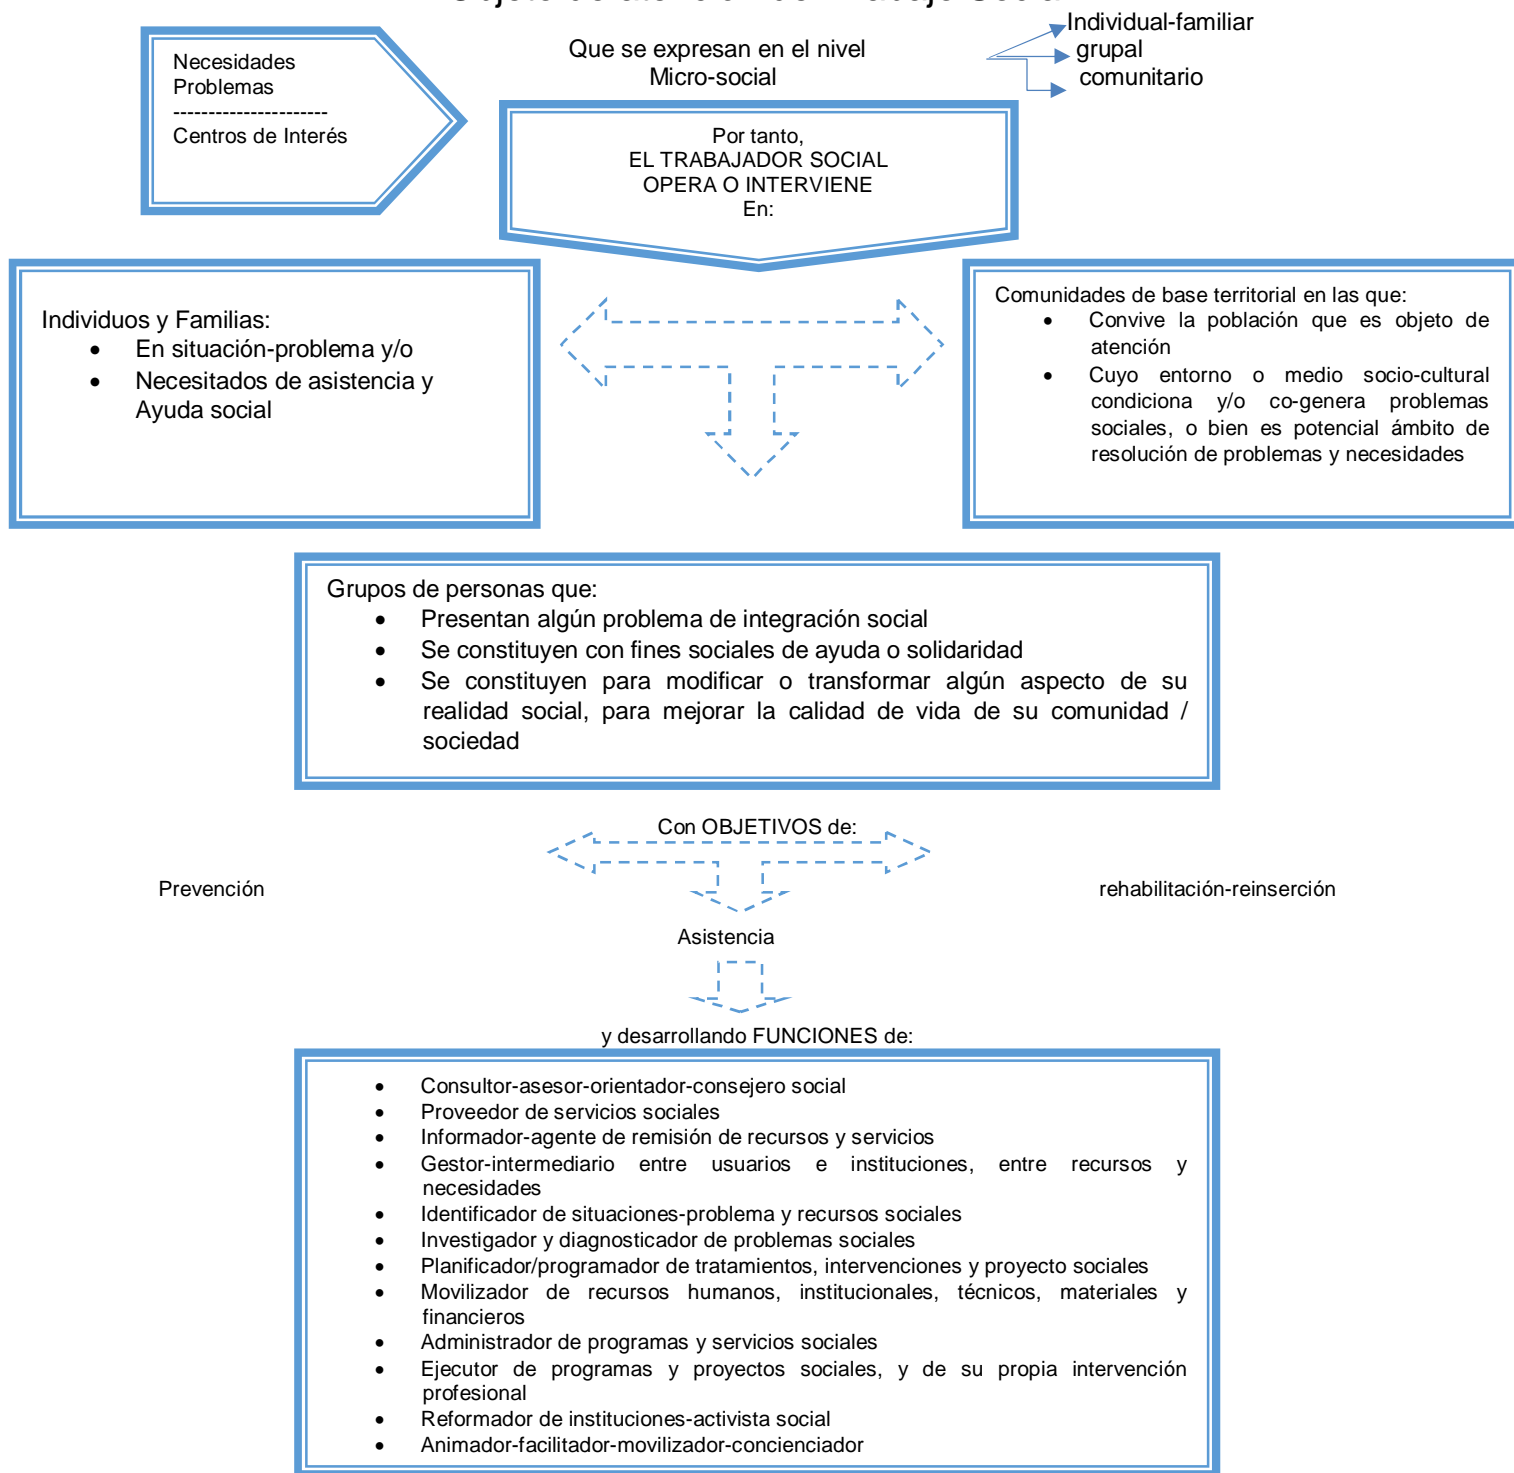 Necesidades
Problemas
----------------------
Centros de Interés
Que se expresan en el nivel
Micro-social
Individual-familiar
grupal
comunitario
Por tanto,
EL TRABAJADOR SOCIAL
OPERA O INTERVIENE
En:
Individuos y Familias:
• En situación-problema y/o
• Necesitados de asistencia y
Ayuda social
Comunidades de base territorial en las que:
• Convive la población que es objeto de
atención
• Cuyo entorno o medio socio-cultural
condiciona y/o co-genera problemas
sociales, o bien es potencial ámbito de
resolución de problemas y necesidades
Grupos de personas que:
• Presentan algún problema de integración social
• Se constituyen con fines sociales de ayuda o solidaridad
• Se constituyen para modificar o transformar algún aspecto de su
realidad social, para mejorar la calidad de vida de su comunidad /
sociedad
Con OBJETIVOS de:
Prevención
rehabilitación-reinserción
Asistencia
y desarrollando FUNCIONES de:
• Consultor-asesor-orientador-consejero social
• Proveedor de servicios sociales
• Informador-agente de remisión de recursos y servicios
• Gestor-intermediario entre usuarios e instituciones, entre recursos y
necesidades
• Identificador de situaciones-problema y recursos sociales
• Investigador y diagnosticador de problemas sociales
• Planificador/programador de tratamientos, intervenciones y proyecto sociales
• Movilizador de recursos humanos, institucionales, técnicos, materiales y
financieros
• Administrador de programas y servicios sociales
• Ejecutor de programas y proyectos sociales, y de su propia intervención
profesional
• Reformador de instituciones-activista social
• Animador-facilitador-movilizador-concienciador